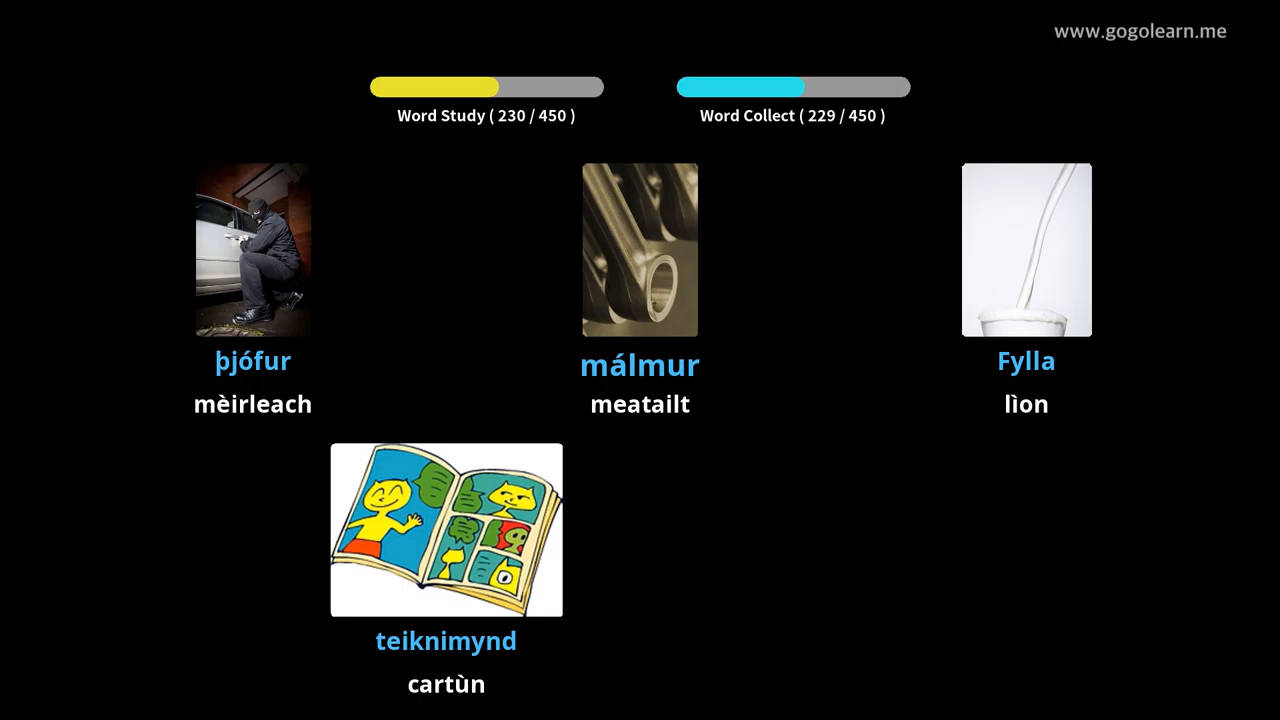 www.gogolearn.me
Word Study ( 230 / 450 )
Word Collect ( 229 / 450 )
þjófur
mèirleach
málmur
meatailt
Fylla
lìon
teiknimynd
cartùn